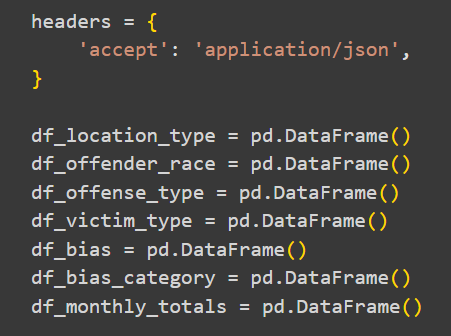 headers = {
    'accept': 'application/json',
}

df_location_type = pd.DataFrame()
df_offender_race = pd.DataFrame()
df_offense_type = pd.DataFrame()
df_victim_type = pd.DataFrame()
df_bias = pd.DataFrame()
df_bias_category = pd.DataFrame()
df_monthly_totals = pd.DataFrame()